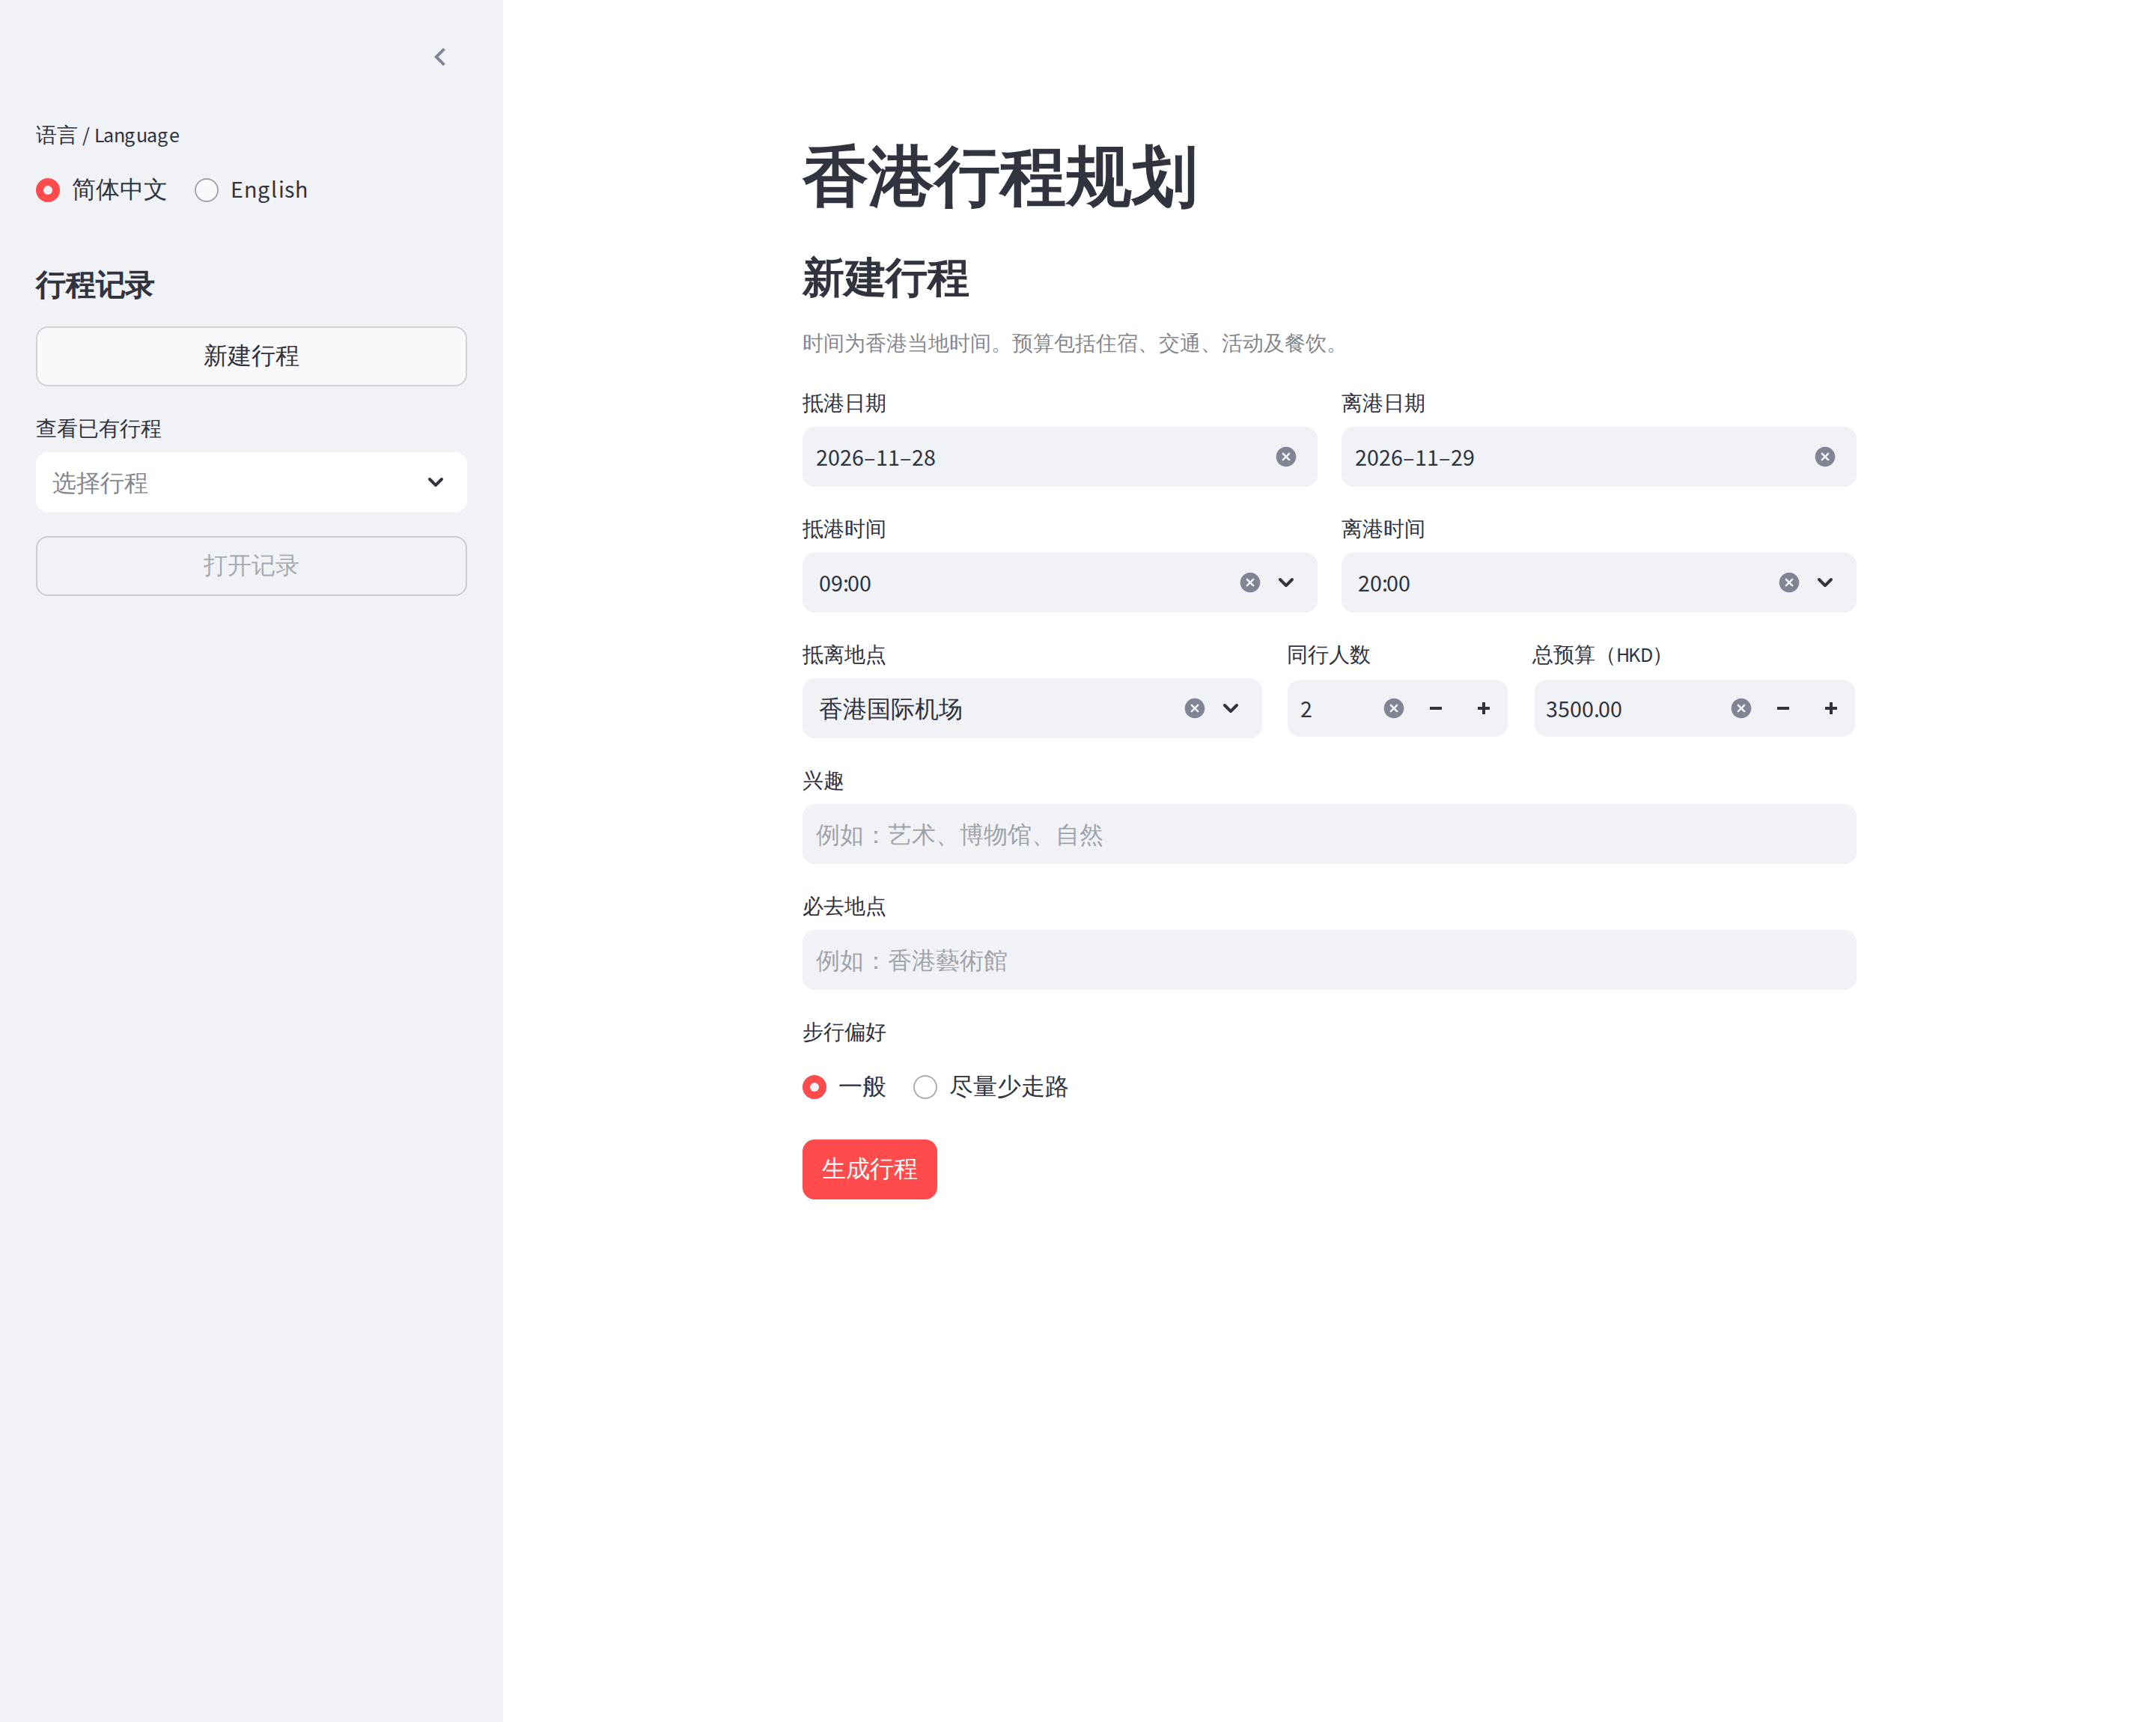 语言 / Language
简体中文 English
行程记录
新建行程
查看已有行程
选择行程
打开记录
香港行程规划
新建行程
时间为香港当地时间。预算包括住宿、交通、活动及餐饮。
抵港日期 离港日期
2026–11–28 2026–11–29
抵港时间 离港时间
09:00 20:00
抵离地点 同行人数 总预算（HKD）
香港国际机场 2 3500.00
兴趣
例如：艺术、博物馆、自然
必去地点
例如：香港藝術館
步行偏好
一般 尽量少走路
生成行程